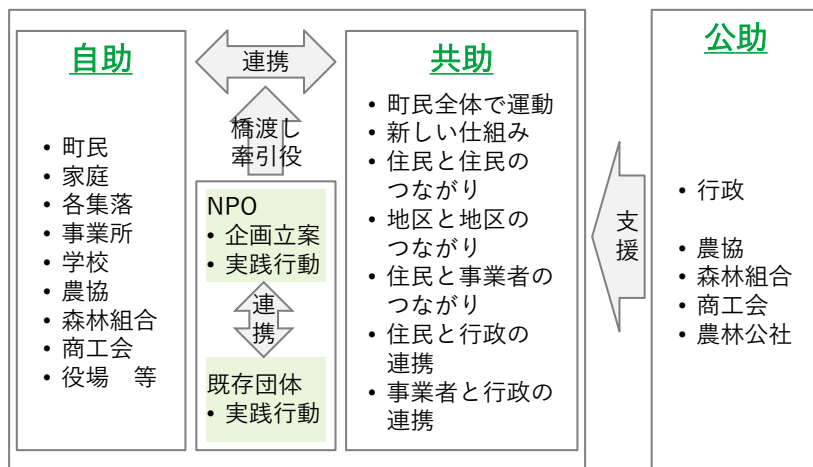 自助
• 町民
• 家庭
• 各集落
• 事業所
• 学校
• 農協
• 森林組合
• 商工会
• 役場　等
連携
橋渡し
牽引役
NPO
• 企画立案
• 実践行動
連
携
既存団体
• 実践行動
共助
• 町民全体で運動
• 新しい仕組み
• 住民と住民の
つながり
• 地区と地区の
つながり
• 住民と事業者の
つながり
• 住民と行政の
連携
• 事業者と行政の
連携
支
援
公助
• 行政
• 農協
• 森林組合
• 商工会
• 農林公社